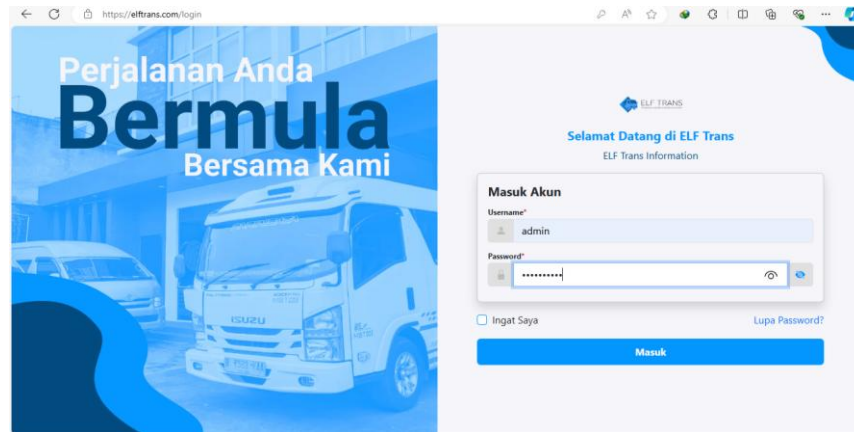 https://elftrans.com/login
Perjalanan Anda
Bermula
Bersama Kami
ISUZU
ELF TRANS
Selamat Datang di ELF Trans
ELF Trans Information
Masuk Akun
Username*
admin
Password*
••••••••••
Ingat Saya
Lupa Password?
Masuk